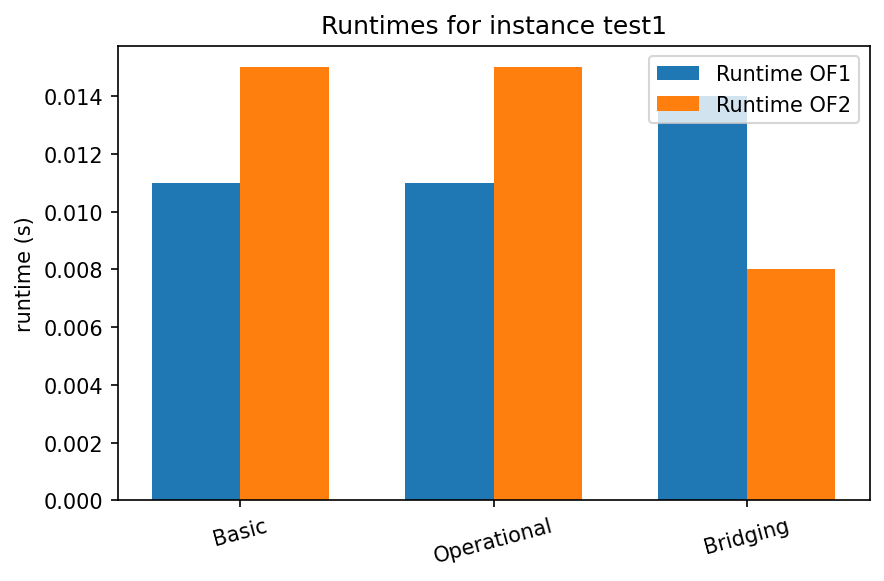 Runtimes for instance test1
Runtime OF1
Runtime OF2
runtime (s)
0.014
0.012
0.010
0.008
0.006
0.004
0.002
0.000
Basic
Operational
Bridging